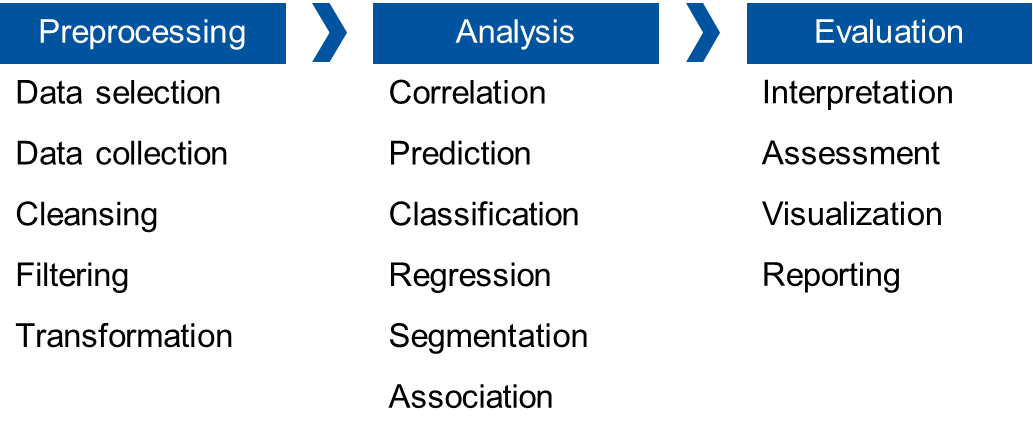 Preprocessing
Data selection
Data collection
Cleansing
Filtering
Transformation
Analysis
Correlation
Prediction
Classification
Regression
Segmentation
Association
Evaluation
Interpretation
Assessment
Visualization
Reporting